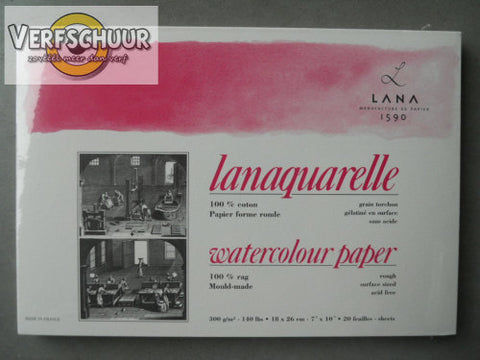 VERFSCHUUR
zoveel meer dan verf
LANA
MANUFACTURE DE PAPIER
1590
lanaquarelle
100 % coton
Papier forme ronde
grain torchon
gélatiné en surface
sans acide
watercolour paper
100 % rag
Mould-made
rough
surface sized
acid free
MADE IN FRANCE
300 g/m² - 140 lbs • 18 x 26 cm - 7" x 10" • 20 feuilles - sheets